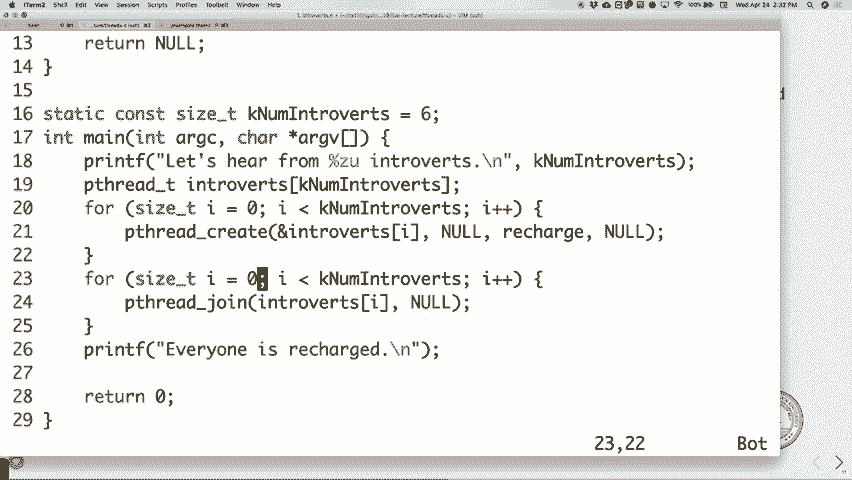 iTerm2 Shell Edit View Session Scripts Profiles Toolbelt Window Help
Wed Apr 24 2:32 PM
13 return NULL;
14 }
15
16 static const size_t kNumIntroverts = 6;
17 int main(int argc, char *argv[]) {
18 printf("Let's hear from %zu introverts.\n", kNumIntroverts);
19 pthread_t introverts[kNumIntroverts];
20 for (size_t i = 0; i < kNumIntroverts; i++) {
21 pthread_create(&introverts[i], NULL, recharge, NULL);
22 }
23 for (size_t i = 0; i < kNumIntroverts; i++) {
24 pthread_join(introverts[i], NULL);
25 }
26 printf("Everyone is recharged.\n");
27
28 return 0;
29 }
23,22 Bot